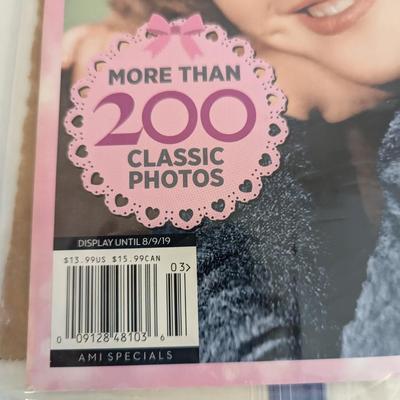 MORE THAN
200
CLASSIC
PHOTOS
DISPLAY UNTIL 8/9/19
$13.99US $15.99CAN
03>
0 09128 48103 6
AMI SPECIALS